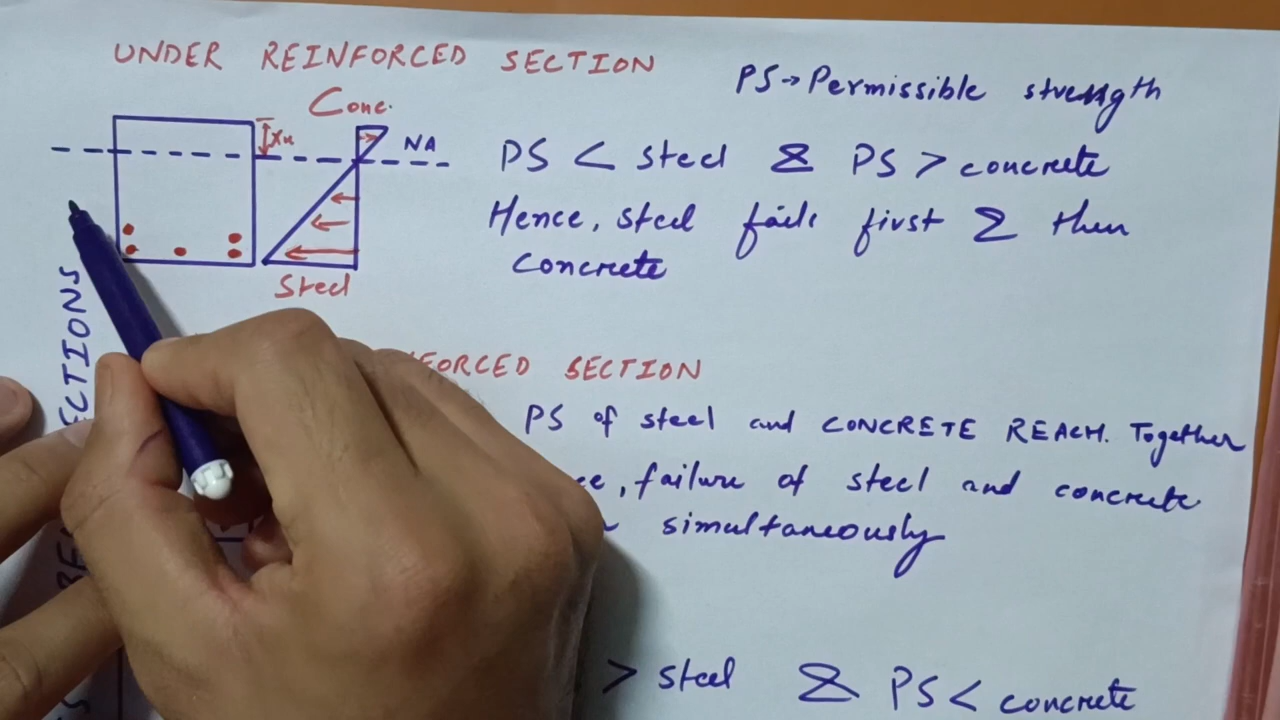 UNDER REINFORCED SECTION
PS → Permissible strength
Conc.
Xu
NA
PS < steel & PS > concrete
Hence, steel fails first & then
concrete
Steel
FORCED SECTION
PS of steel and CONCRETE REACH. Together
ce, failure of steel and concrete
simultaneously
> steel & PS < concrete
ECTIONS